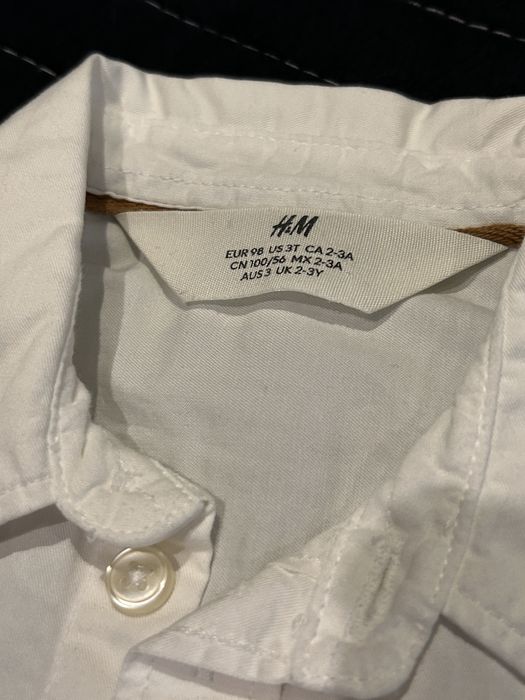 H&M
EUR 98 US 3T CA 2-3A
CN 100/56 MX 2-3A
AUS 3 UK 2-3Y